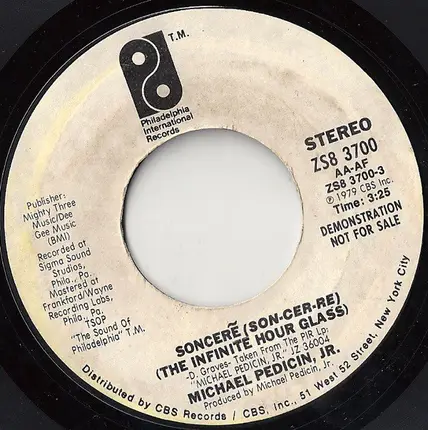 T.M.
Philadelphia
International
Records
STEREO
ZS8 3700
AA-AF
ZS8 3700-3
℗ 1979 CBS Inc.
Time: 3:25
DEMONSTRATION
NOT FOR SALE
Publisher:
Mighty Three
Music/Dee
Gee Music
(BMI)
Recorded at
Sigma Sound
Studios,
Phila., Pa.
Mastered at
Frankford/Wayne
Recording Labs,
Phila., Pa.
TSOP
"The Sound Of
Philadelphia" T.M.
SONCERẼ (SON-CER-RE)
(THE INFINITE HOUR GLASS)
-D. Groves- Taken From The PIR Lp:
"MICHAEL PEDICIN JR." JZ 36004
MICHAEL PEDICIN, JR.
Produced by Michael Pedicin, Jr.
Distributed by CBS Records / CBS, Inc., 51 West 52 Street, New York City